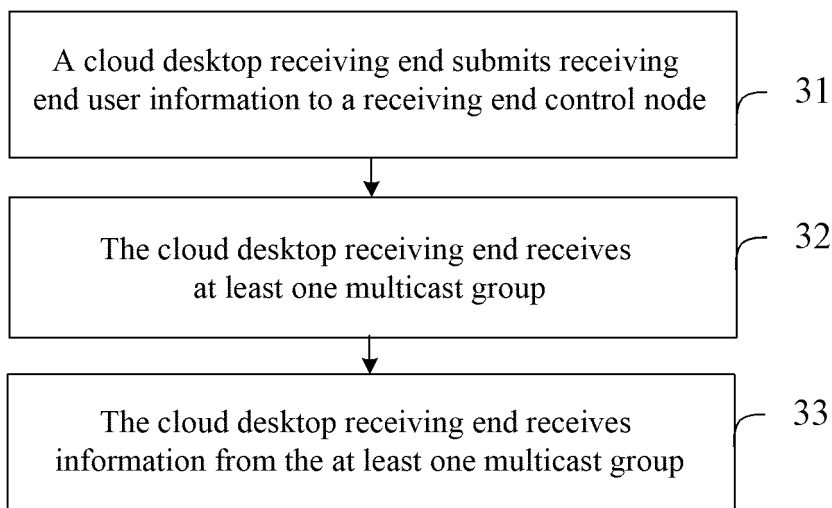 A cloud desktop receiving end submits receiving
end user information to a receiving end control node
31
The cloud desktop receiving end receives
at least one multicast group
32
The cloud desktop receiving end receives
information from the at least one multicast group
33